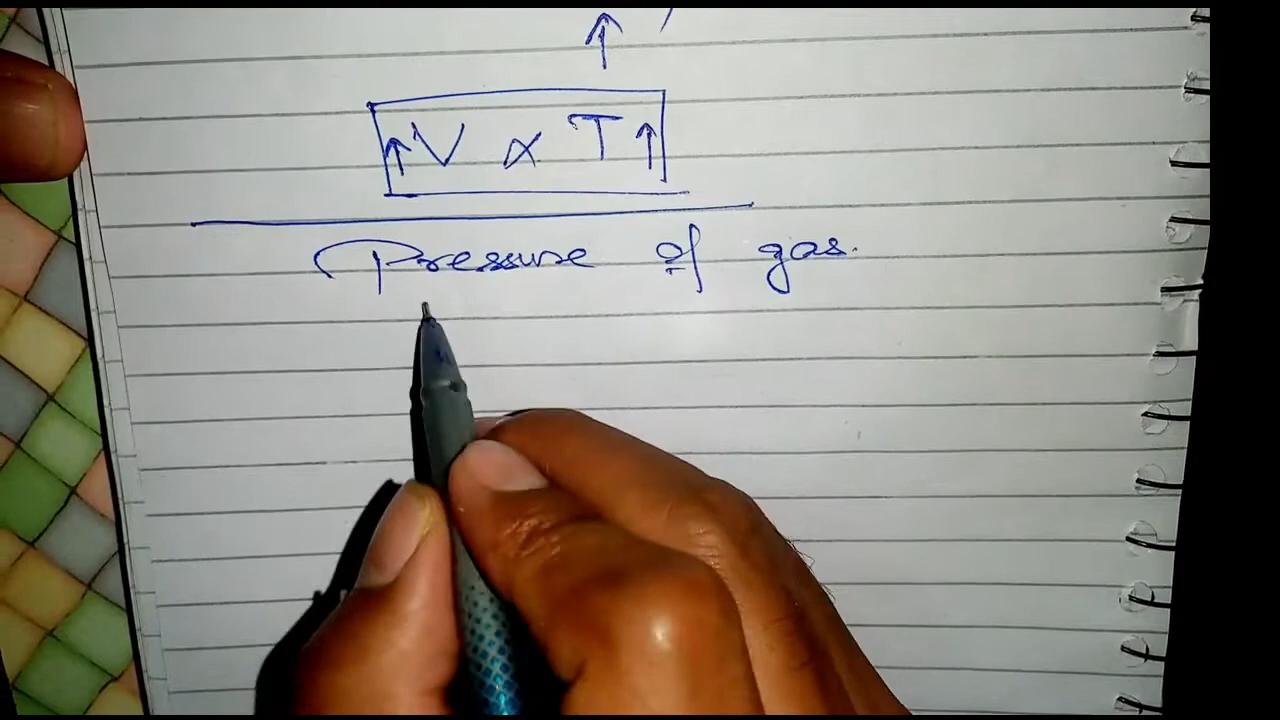 ↑
↑V ∝ T↑
Pressure of gas.